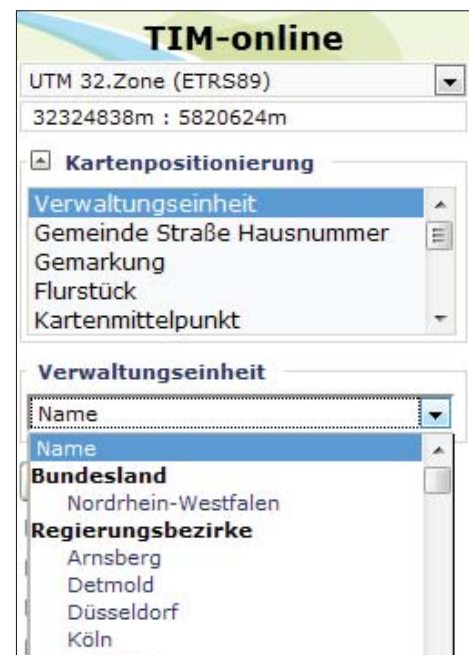 TIM-online
UTM 32.Zone (ETRS89)
32324838m : 5820624m
Kartenpositionierung
Verwaltungseinheit
Gemeinde Straße Hausnummer
Gemarkung
Flurstück
Kartenmittelpunkt
Verwaltungseinheit
Name
Name
Bundesland
Nordrhein-Westfalen
Regierungsbezirke
Arnsberg
Detmold
Düsseldorf
Köln